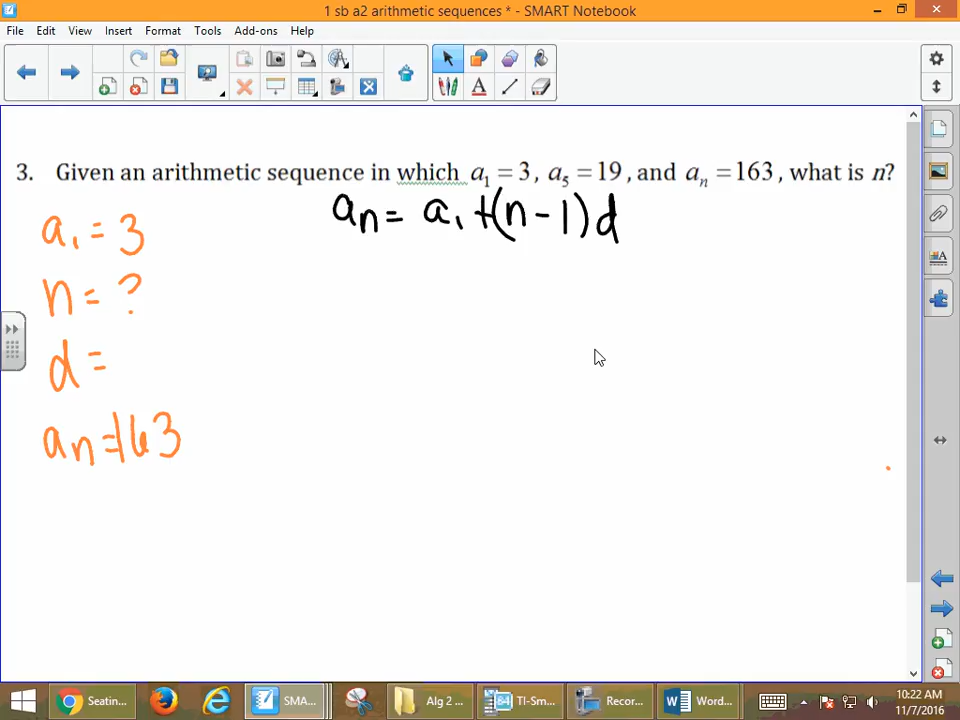 1 sb a2 arithmetic sequences * - SMART Notebook
File Edit View Insert Format Tools Add-ons Help
3. Given an arithmetic sequence in which a₁ = 3, a₅ = 19, and aₙ = 163, what is n?
aₙ = a₁ + (n - 1)d
a₁ = 3
n = ?
d =
aₙ = 163
Seatin... SMA... Alg 2 ... TI-Sm... Recor... Word...
10:22 AM
11/7/2016